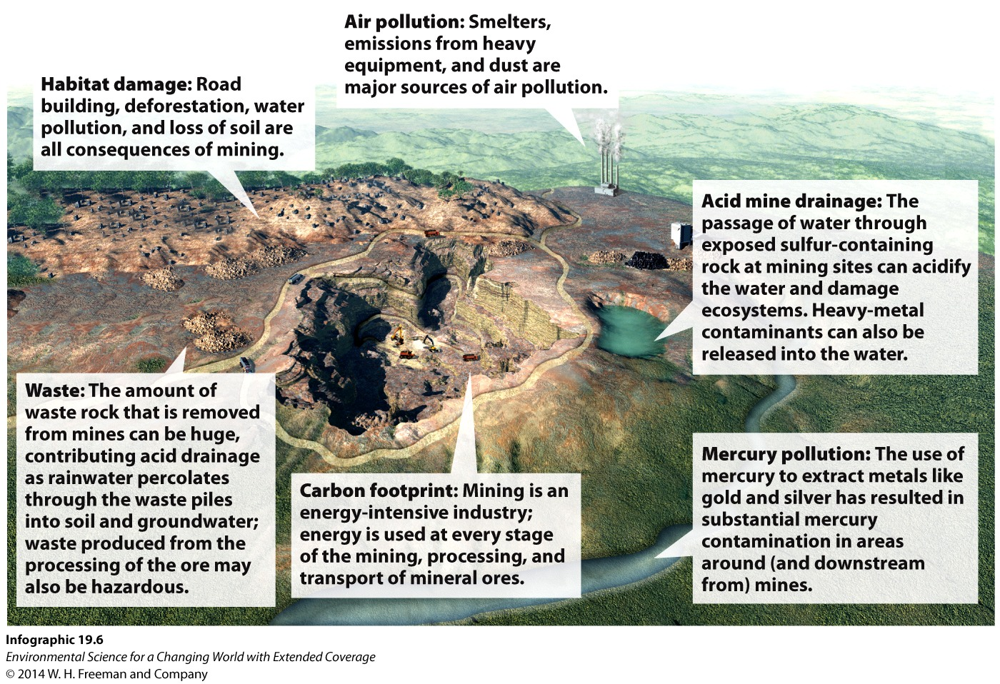 Air pollution: Smelters,
emissions from heavy
equipment, and dust are
major sources of air pollution.
Habitat damage: Road
building, deforestation, water
pollution, and loss of soil are
all consequences of mining.
Acid mine drainage: The
passage of water through
exposed sulfur-containing
rock at mining sites can acidify
the water and damage
ecosystems. Heavy-metal
contaminants can also be
released into the water.
Waste: The amount of
waste rock that is removed
from mines can be huge,
contributing acid drainage
as rainwater percolates
through the waste piles
into soil and groundwater;
waste produced from the
processing of the ore may
also be hazardous.
Carbon footprint: Mining is an
energy-intensive industry;
energy is used at every stage
of the mining, processing, and
transport of mineral ores.
Mercury pollution: The use of
mercury to extract metals like
gold and silver has resulted in
substantial mercury
contamination in areas
around (and downstream
from) mines.
Infographic 19.6
Environmental Science for a Changing World with Extended Coverage
© 2014 W. H. Freeman and Company